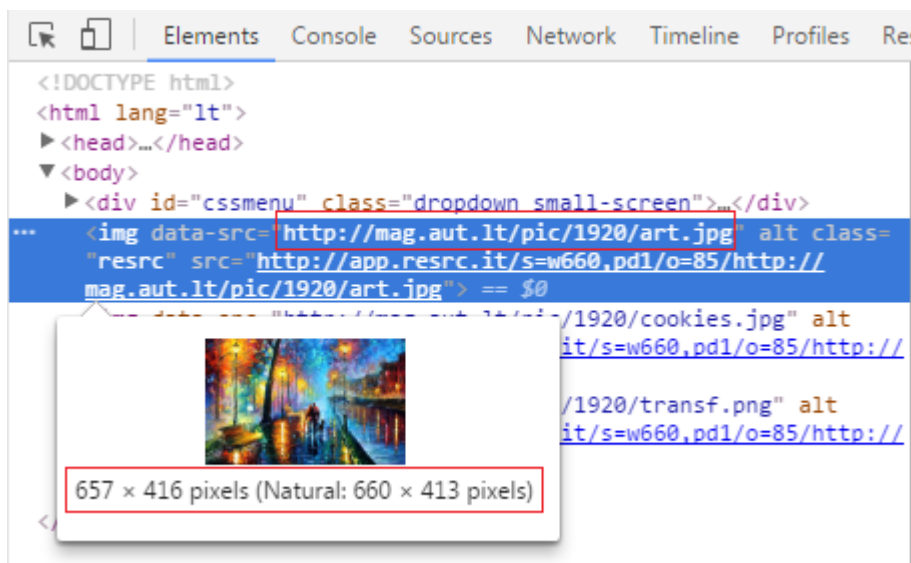 Elements Console Sources Network Timeline Profiles Re
<!DOCTYPE html>
<html lang="lt">
▶<head>…</head>
▼<body>
▶<div id="cssmenu" class="dropdown small-screen">…</div>
... <img data-src="http://mag.aut.lt/pic/1920/art.jpg" alt class=
"resrc" src="http://app.resrc.it/s=w660,pd1/o=85/http://
mag.aut.lt/pic/1920/art.jpg"> == $0
/1920/cookies.jpg" alt
it/s=w660,pd1/o=85/http://
/1920/transf.png" alt
it/s=w660,pd1/o=85/http://
657 × 416 pixels (Natural: 660 × 413 pixels)
</